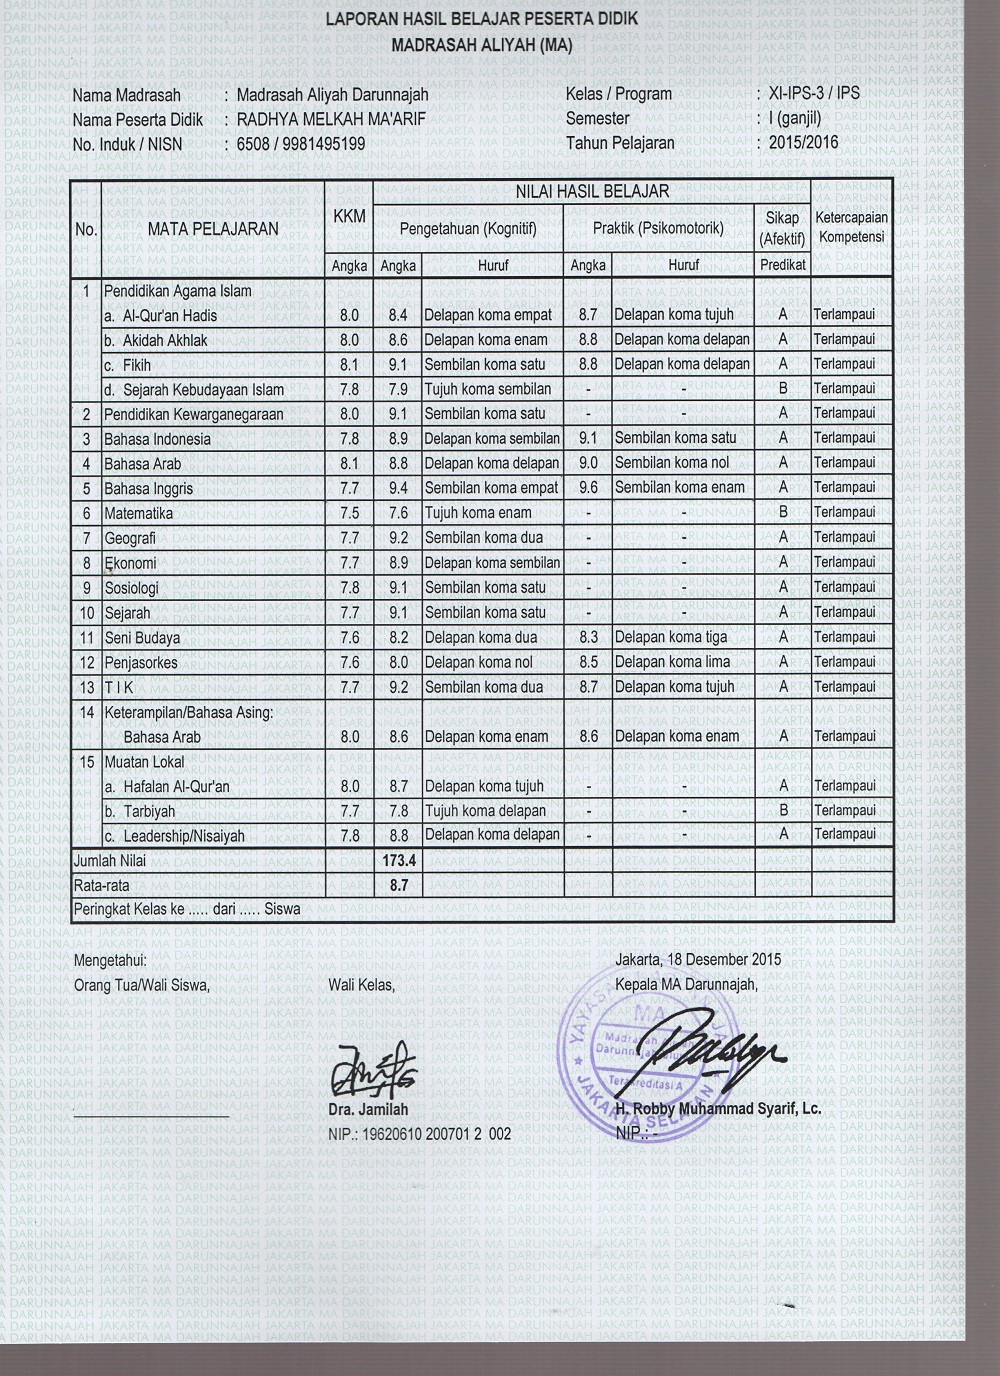 LAPORAN HASIL BELAJAR PESERTA DIDIK
MADRASAH ALIYAH (MA)
Nama Madrasah : Madrasah Aliyah Darunnajah Kelas / Program : XI-IPS-3 / IPS
Nama Peserta Didik : RADHYA MELKAH MA'ARIF Semester : I (ganjil)
No. Induk / NISN : 6508 / 9981495199 Tahun Pelajaran : 2015/2016
No. MATA PELAJARAN KKM NILAI HASIL BELAJAR Ketercapaian Kompetensi
Pengetahuan (Kognitif) Praktik (Psikomotorik) Sikap (Afektif)
Angka Angka Huruf Angka Huruf Predikat
1 Pendidikan Agama Islam
a. Al-Qur'an Hadis 8.0 8.4 Delapan koma empat 8.7 Delapan koma tujuh A Terlampaui
b. Akidah Akhlak 8.0 8.6 Delapan koma enam 8.8 Delapan koma delapan A Terlampaui
c. Fikih 8.1 9.1 Sembilan koma satu 8.8 Delapan koma delapan A Terlampaui
d. Sejarah Kebudayaan Islam 7.8 7.9 Tujuh koma sembilan - - B Terlampaui
2 Pendidikan Kewarganegaraan 8.0 9.1 Sembilan koma satu - - A Terlampaui
3 Bahasa Indonesia 7.8 8.9 Delapan koma sembilan 9.1 Sembilan koma satu A Terlampaui
4 Bahasa Arab 8.1 8.8 Delapan koma delapan 9.0 Sembilan koma nol A Terlampaui
5 Bahasa Inggris 7.7 9.4 Sembilan koma empat 9.6 Sembilan koma enam A Terlampaui
6 Matematika 7.5 7.6 Tujuh koma enam - - B Terlampaui
7 Geografi 7.7 9.2 Sembilan koma dua - - A Terlampaui
8 Ekonomi 7.7 8.9 Delapan koma sembilan - - A Terlampaui
9 Sosiologi 7.8 9.1 Sembilan koma satu - - A Terlampaui
10 Sejarah 7.7 9.1 Sembilan koma satu - - A Terlampaui
11 Seni Budaya 7.6 8.2 Delapan koma dua 8.3 Delapan koma tiga A Terlampaui
12 Penjasorkes 7.6 8.0 Delapan koma nol 8.5 Delapan koma lima A Terlampaui
13 T I K 7.7 9.2 Sembilan koma dua 8.7 Delapan koma tujuh A Terlampaui
14 Keterampilan/Bahasa Asing:
Bahasa Arab 8.0 8.6 Delapan koma enam 8.6 Delapan koma enam A Terlampaui
15 Muatan Lokal
a. Hafalan Al-Qur'an 8.0 8.7 Delapan koma tujuh - - A Terlampaui
b. Tarbiyah 7.7 7.8 Tujuh koma delapan - - B Terlampaui
c. Leadership/Nisaiyah 7.8 8.8 Delapan koma delapan - - A Terlampaui
Jumlah Nilai 173.4
Rata-rata 8.7
Peringkat Kelas ke ..... dari ..... Siswa
Mengetahui: Jakarta, 18 Desember 2015
Orang Tua/Wali Siswa, Wali Kelas, Kepala MA Darunnajah,
MA
Madrasah Aliyah
Darunnajah
Terakreditasi A
JAKARTA SELATAN
Dra. Jamilah H. Robby Muhammad Syarif, Lc.
NIP.: 19620610 200701 2 002 NIP.: -